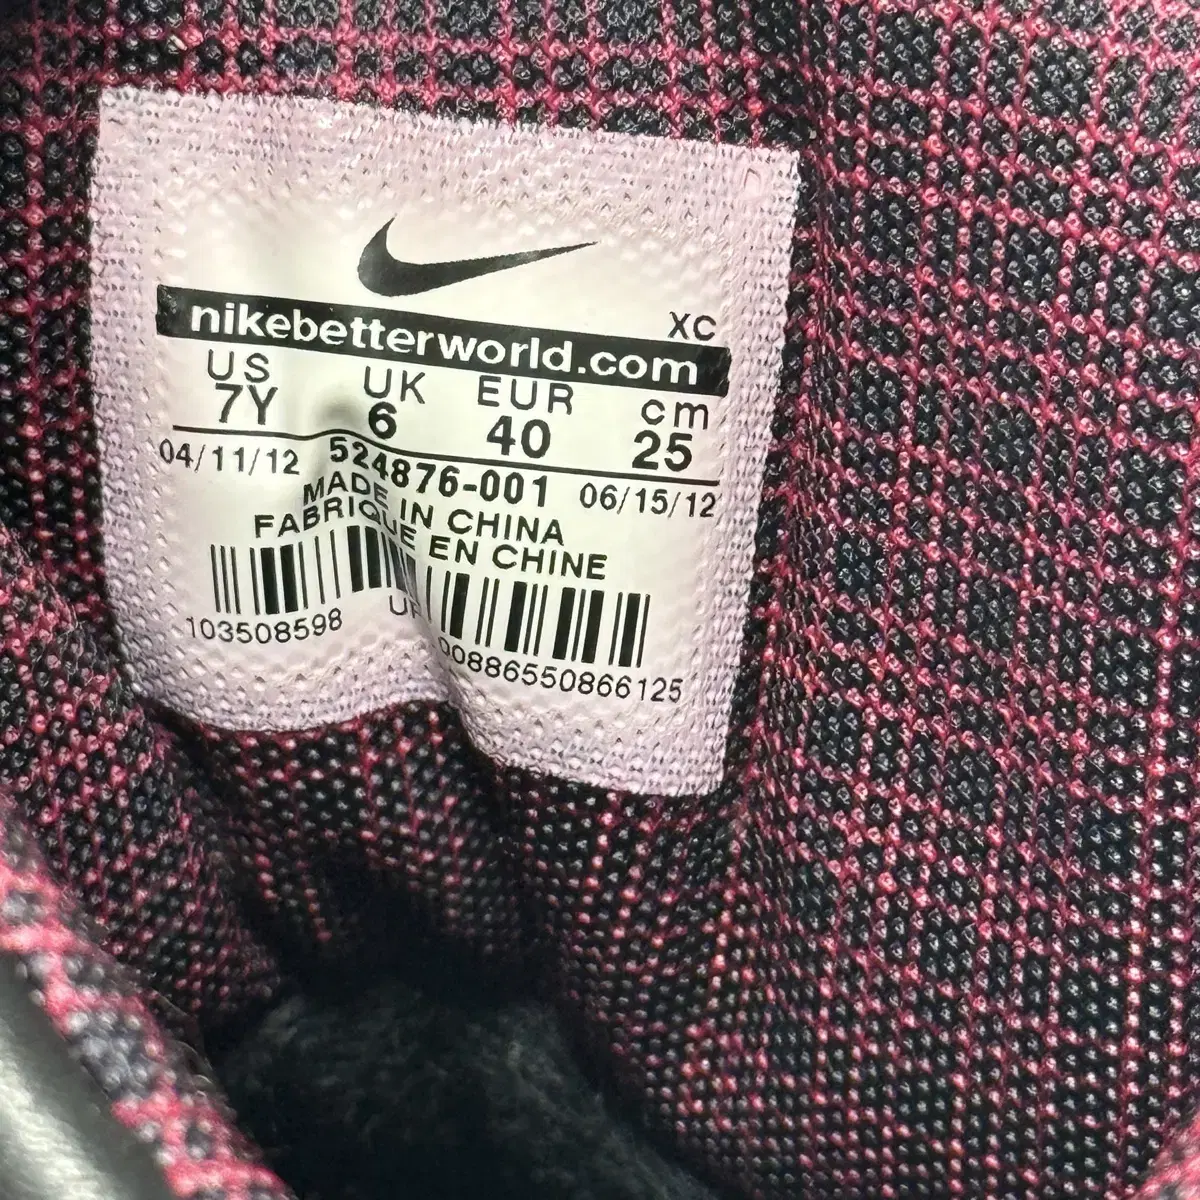 XC
nikebetterworld.com
US UK EUR cm
7Y 6 40 25
04/11/12 524876-001 06/15/12
MADE IN CHINA
FABRIQUE EN CHINE
103508598 00886550866125